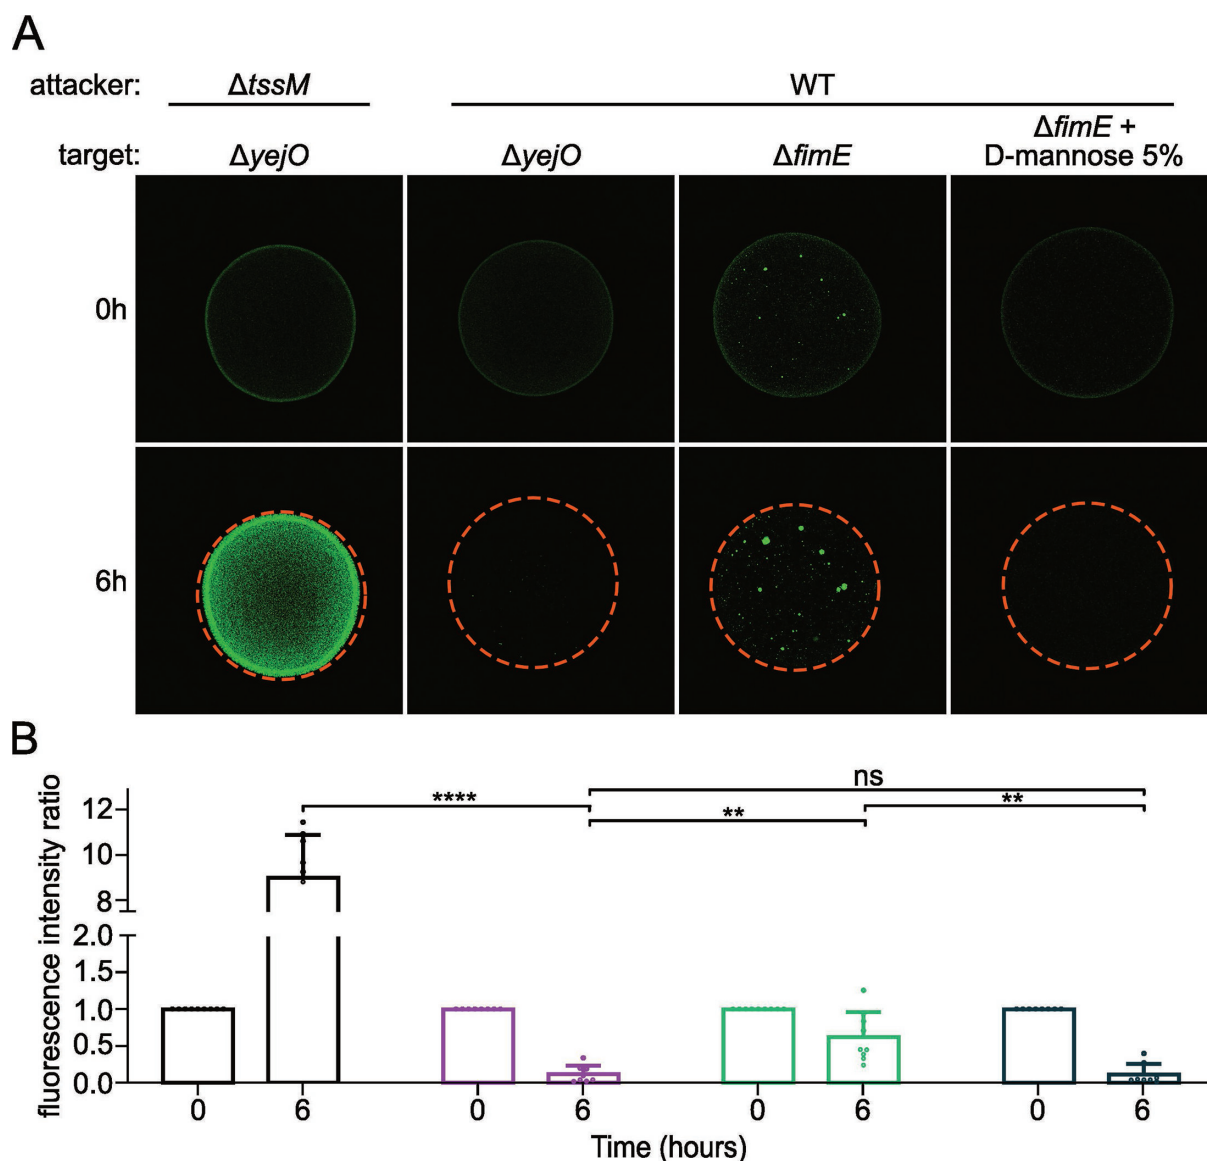 A
attacker: ΔtssM WT
target: ΔyejO ΔyejO ΔfimE ΔfimE + D-mannose 5%
0h
6h
B
fluorescence intensity ratio
ns
**** ** **
12
10
8
2.0
1.5
1.0
0.5
0.0
0 6 0 6 0 6 0 6
Time (hours)